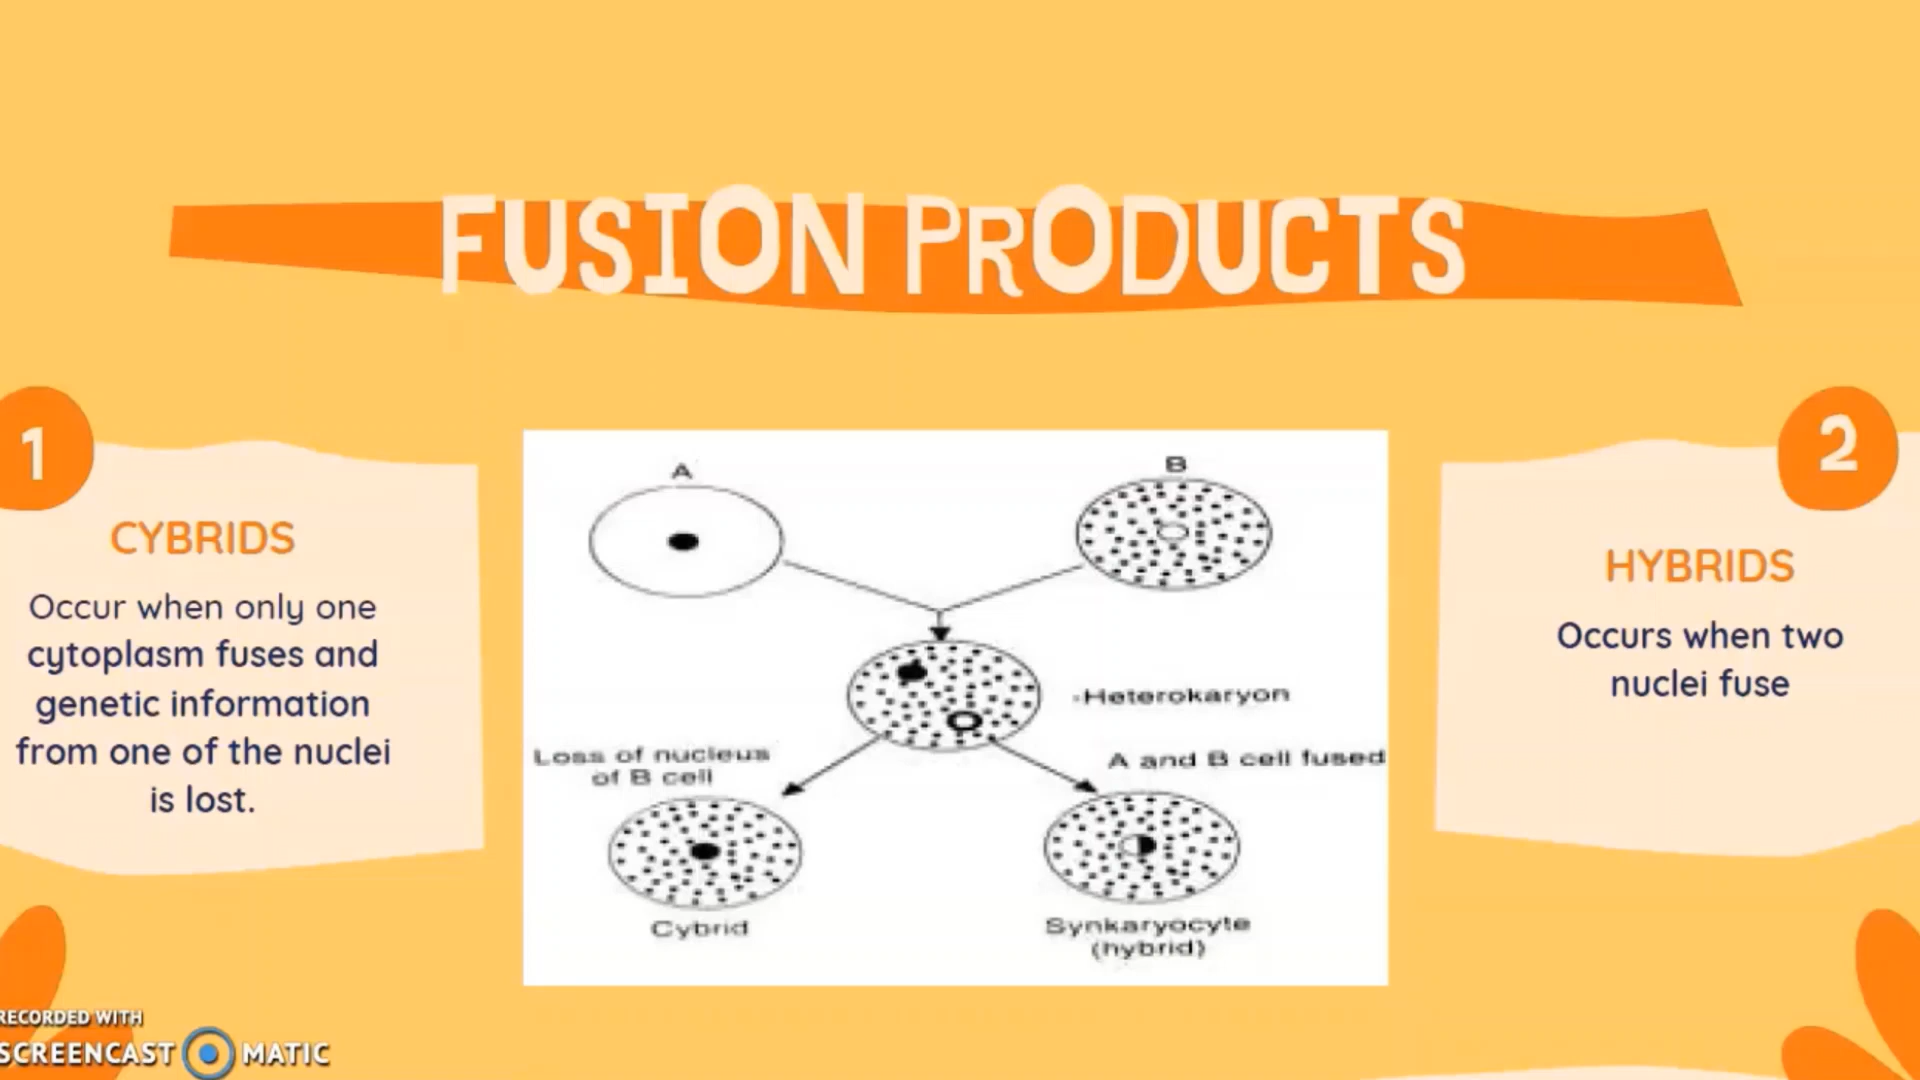 FUSION PRODUCTS
1
CYBRIDS
Occur when only one
cytoplasm fuses and
genetic information
from one of the nuclei
is lost.
A
B
-Heterokaryon
Loss of nucleus
of B cell
A and B cell fused
Cybrid
Synkaryocyte
(hybrid)
2
HYBRIDS
Occurs when two
nuclei fuse
RECORDED WITH
SCREENCAST MATIC